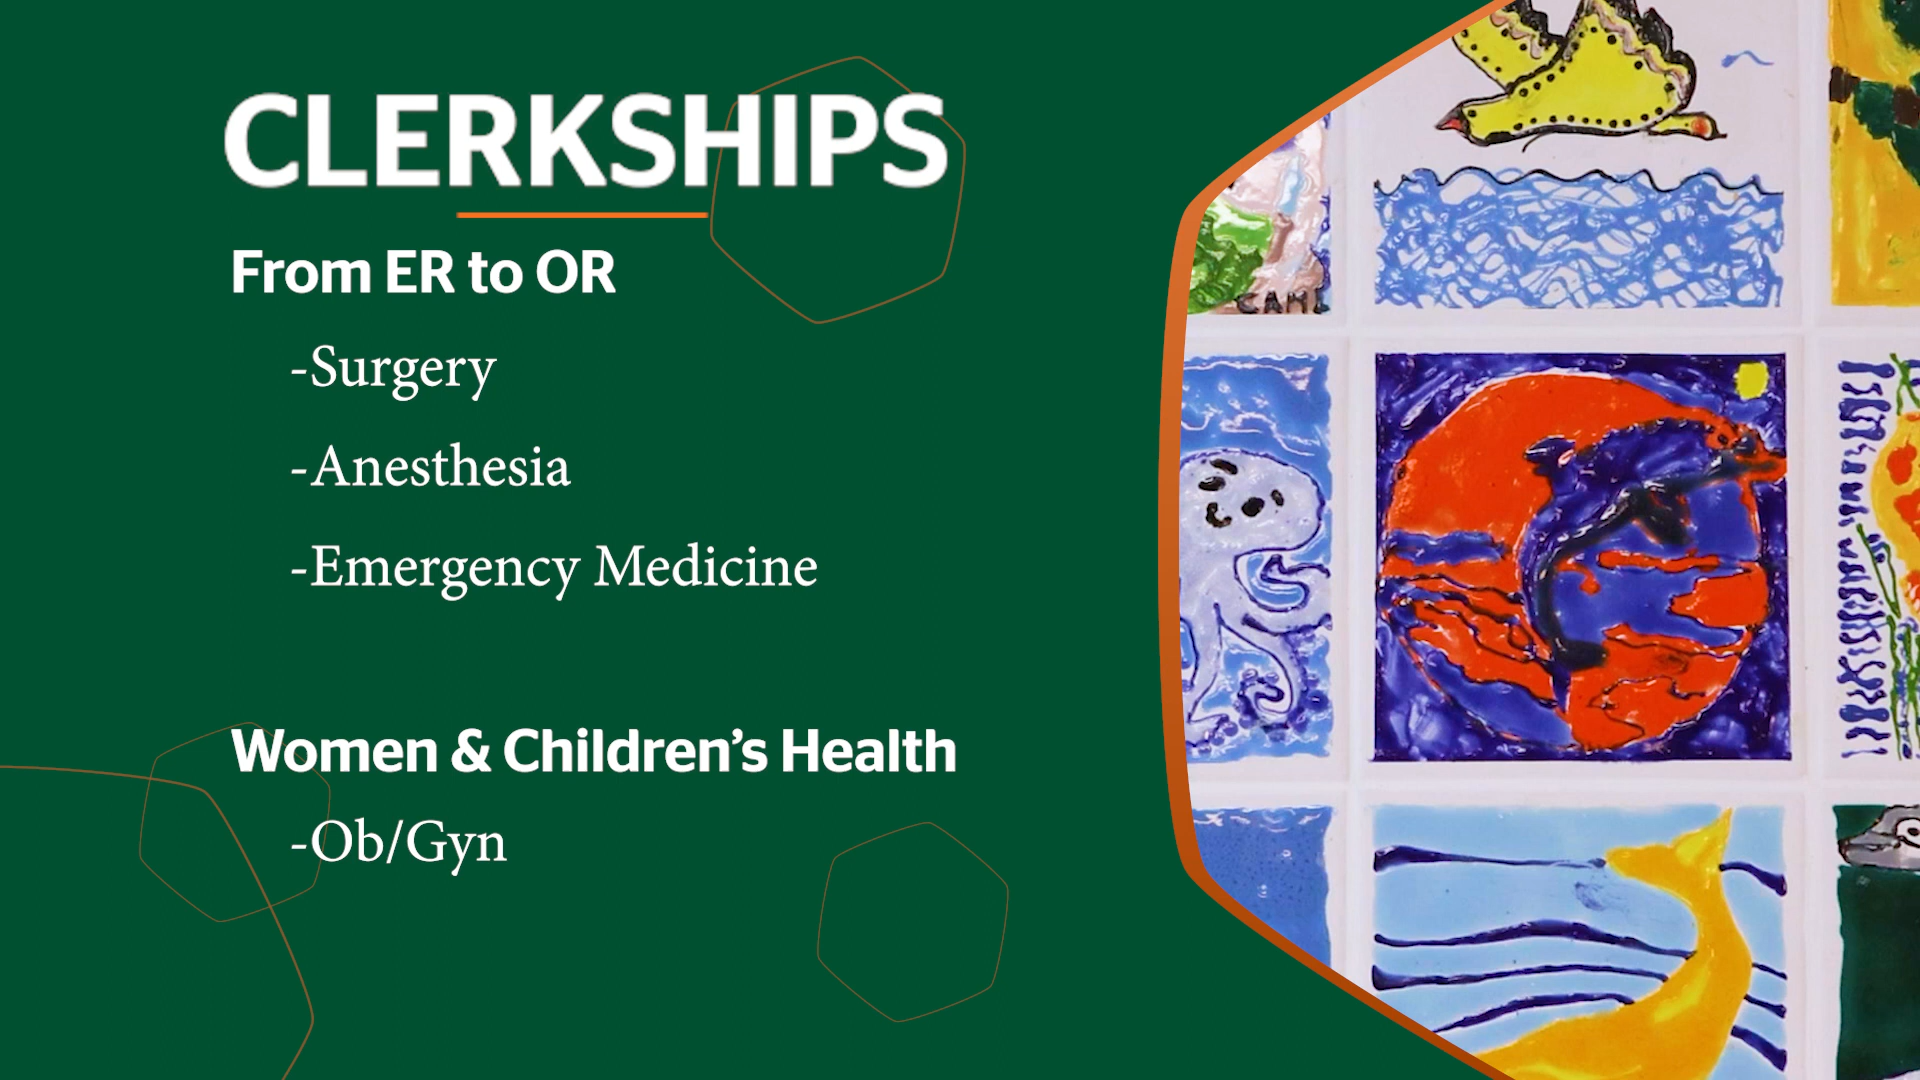 CLERKSHIPS
From ER to OR
-Surgery
-Anesthesia
-Emergency Medicine
Women & Children’s Health
-Ob/Gyn